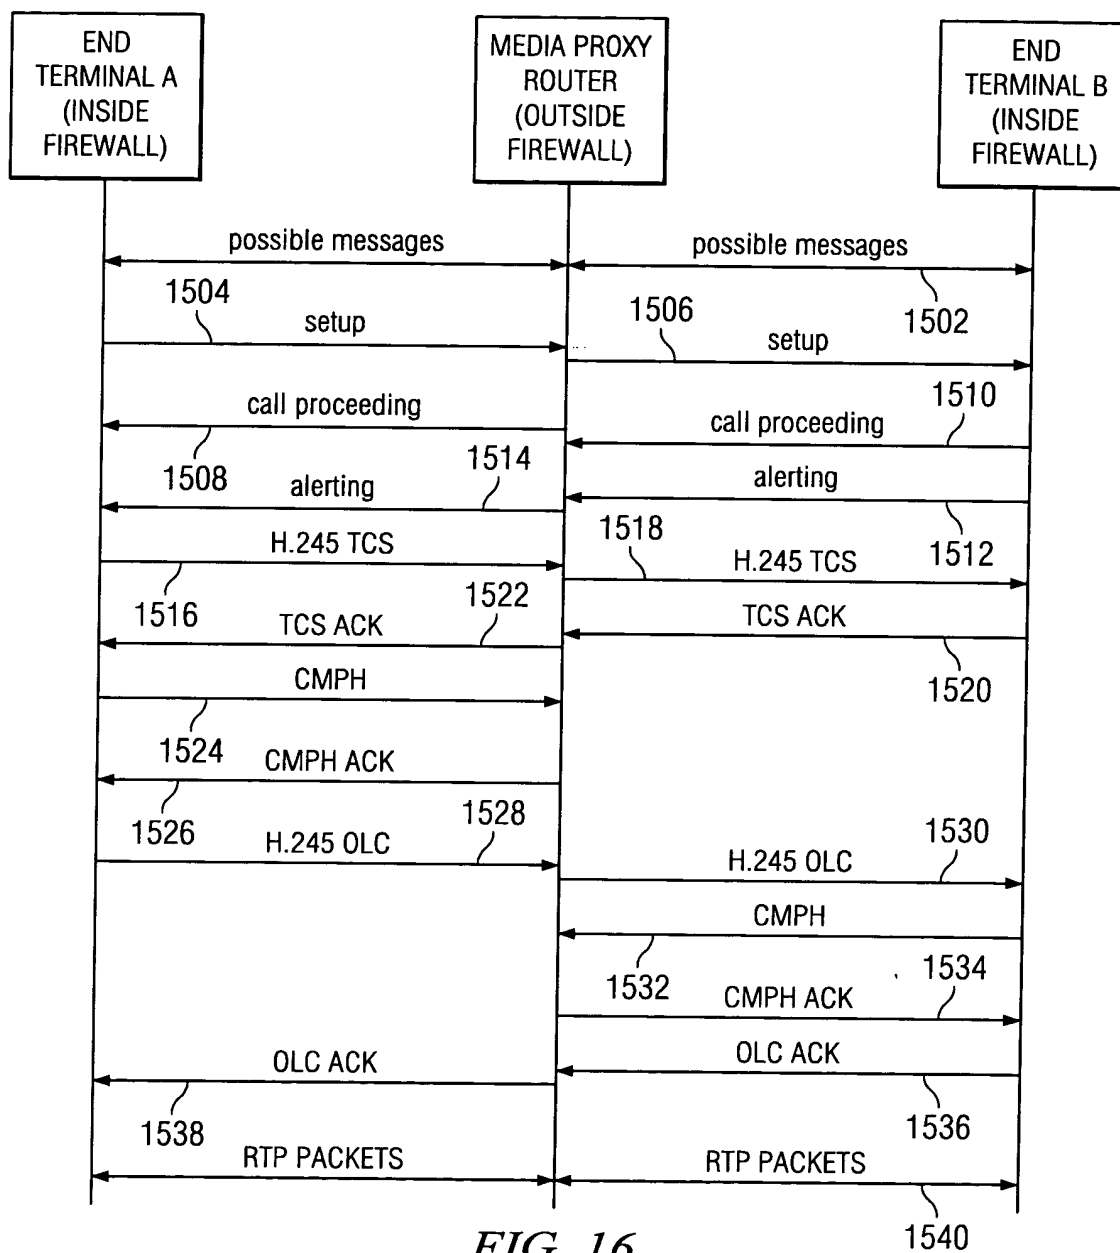 END
TERMINAL A
(INSIDE
FIREWALL)
MEDIA PROXY
ROUTER
(OUTSIDE
FIREWALL)
END
TERMINAL B
(INSIDE
FIREWALL)
possible messages
possible messages
1502
1504
setup
1506
setup
call proceeding
1508
1510
call proceeding
1514
alerting
alerting
1512
H.245 TCS
1516
1518
H.245 TCS
1522
TCS ACK
TCS ACK
1520
CMPH
1524
CMPH ACK
1526
1528
H.245 OLC
1530
H.245 OLC
CMPH
1532
1534
CMPH ACK
OLC ACK
1538
OLC ACK
1536
RTP PACKETS
RTP PACKETS
1540
FIG. 16